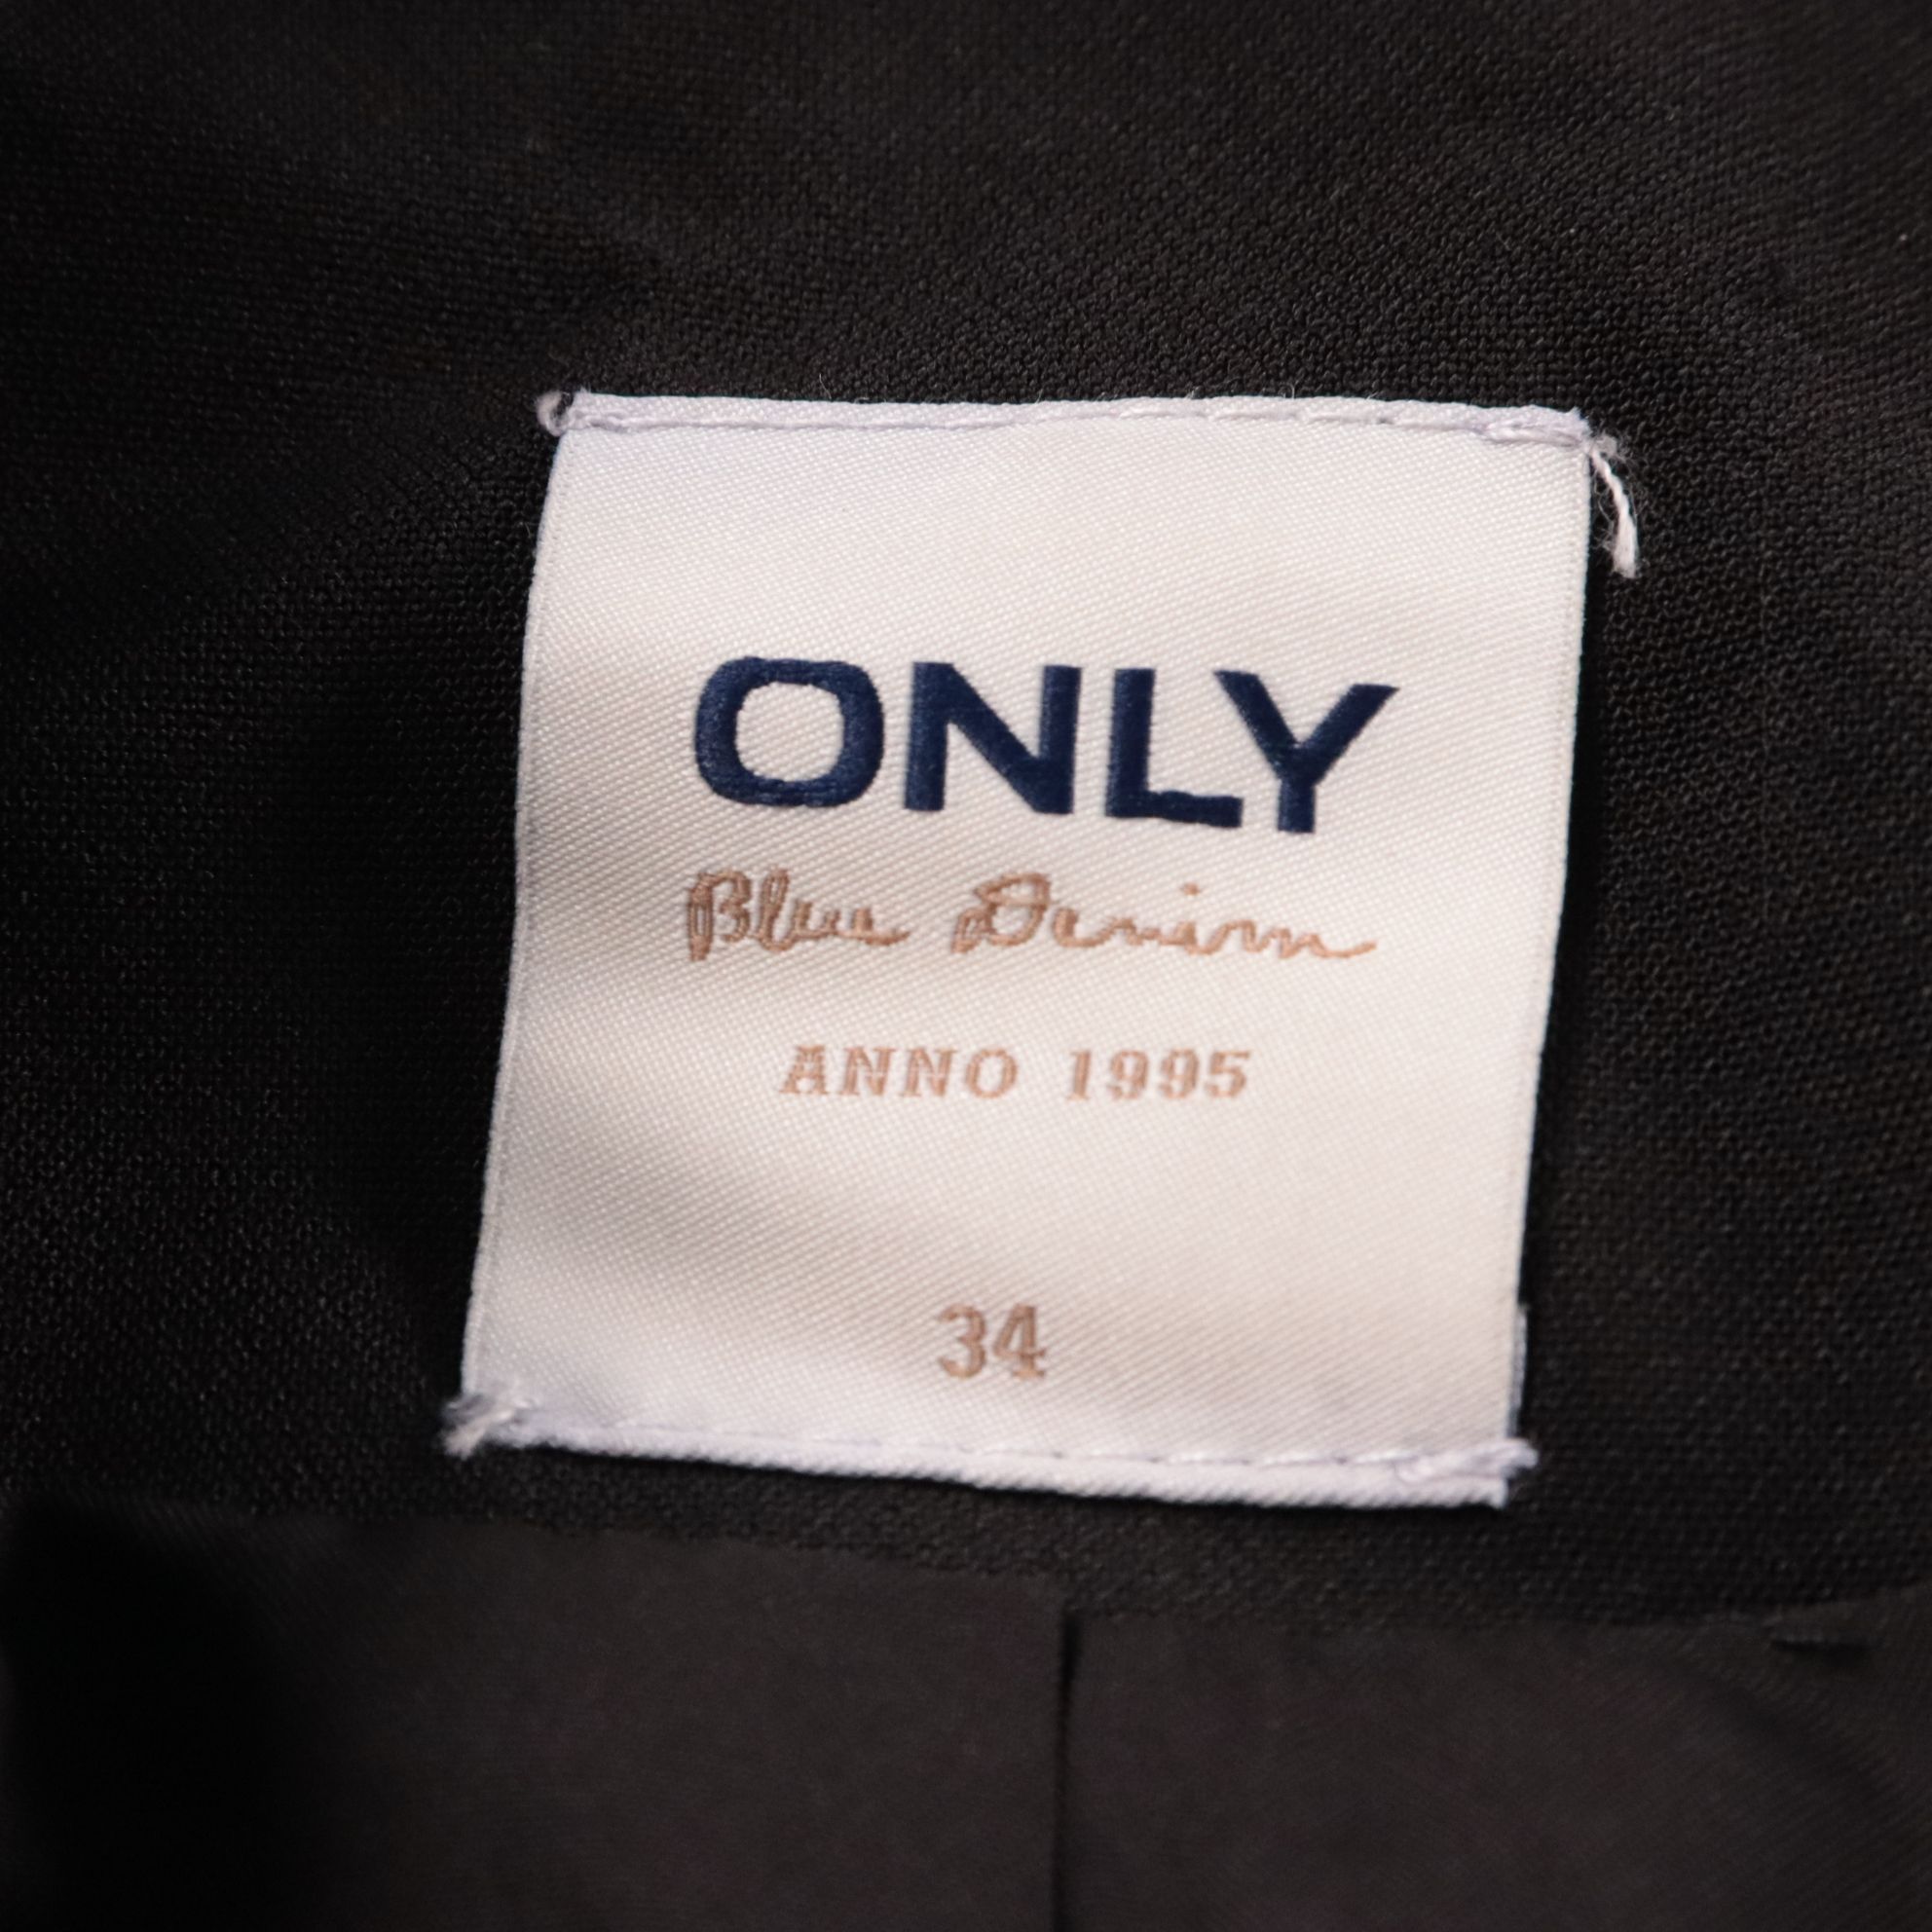 ONLY
Blue Denim
ANNO 1995
34